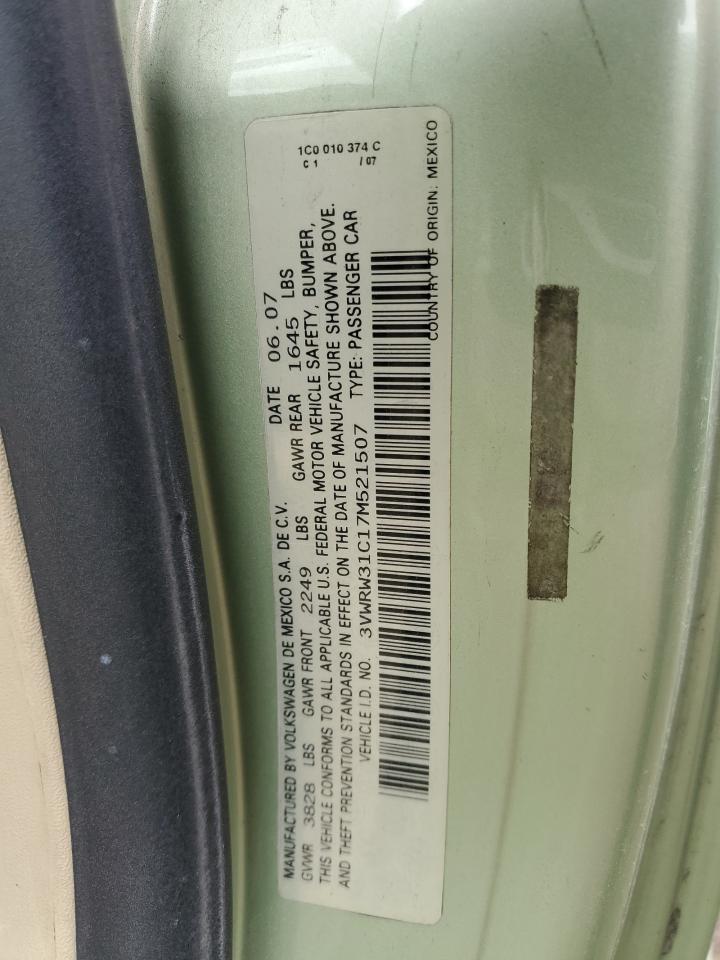 1C0 010 374 C
C 1 / 07
MANUFACTURED BY VOLKSWAGEN DE MEXICO S.A. DE C.V. DATE 06.07
GVWR 3828 LBS GAWR FRONT 2249 LBS GAWR REAR 1645 LBS
THIS VEHICLE CONFORMS TO ALL APPLICABLE U.S. FEDERAL MOTOR VEHICLE SAFETY, BUMPER,
AND THEFT PREVENTION STANDARDS IN EFFECT ON THE DATE OF MANUFACTURE SHOWN ABOVE.
VEHICLE I.D. NO. 3VWRW31C17M521507 TYPE: PASSENGER CAR
COUNTRY OF ORIGIN: MEXICO